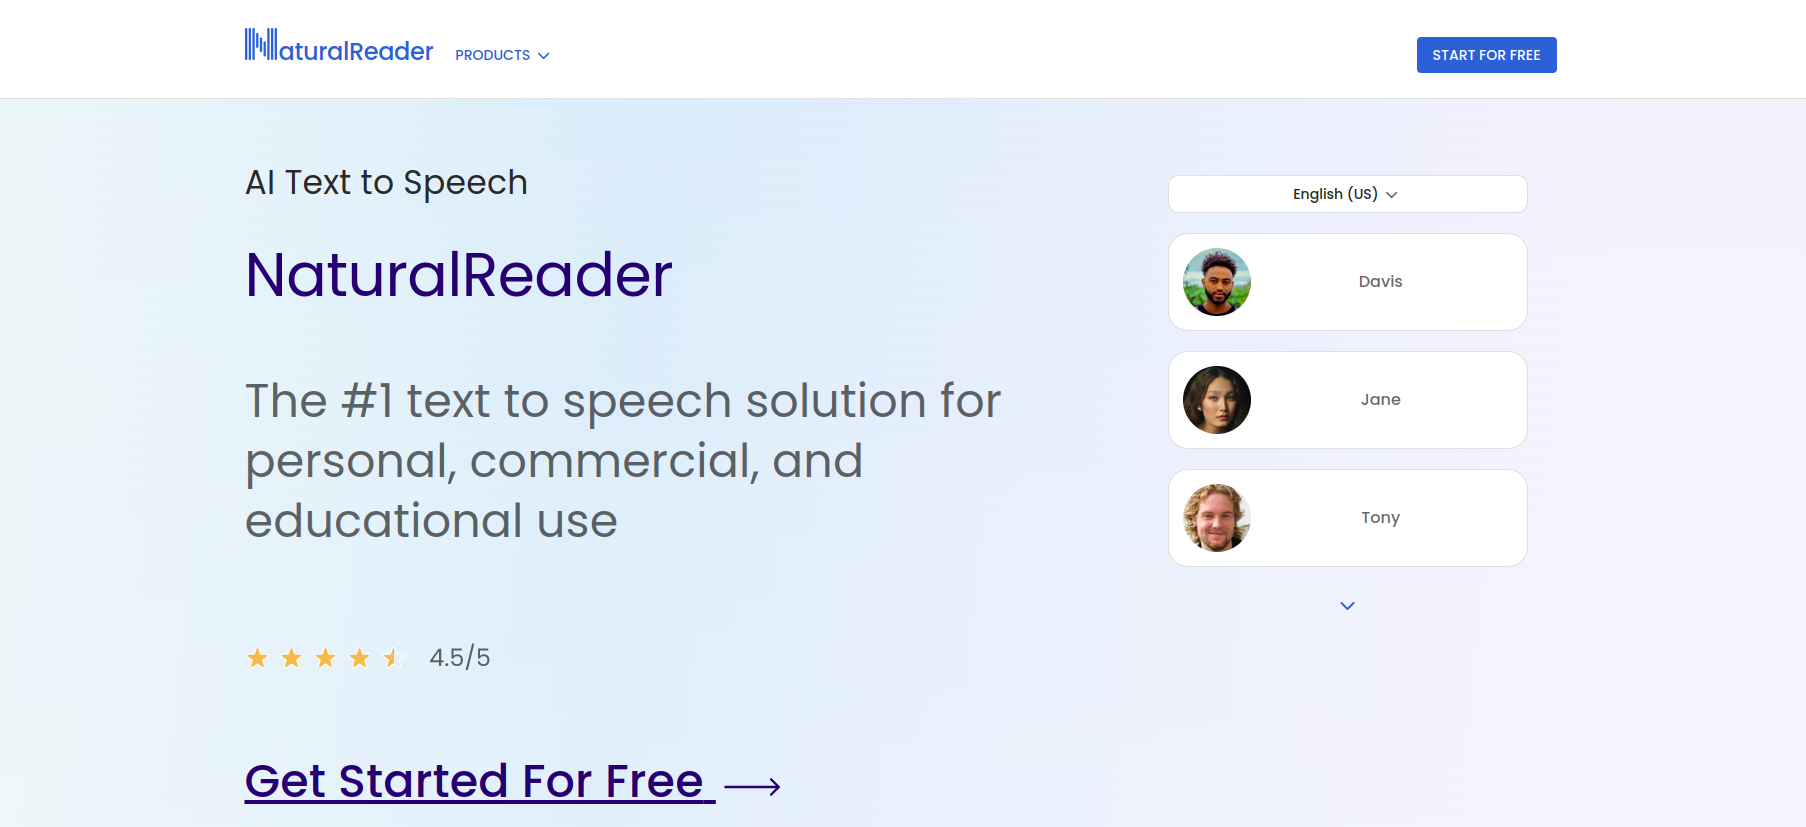 NaturalReader
PRODUCTS
START FOR FREE
AI Text to Speech
NaturalReader
The #1 text to speech solution for
personal, commercial, and
educational use
4.5/5
Get Started For Free
English (US)
Davis
Jane
Tony